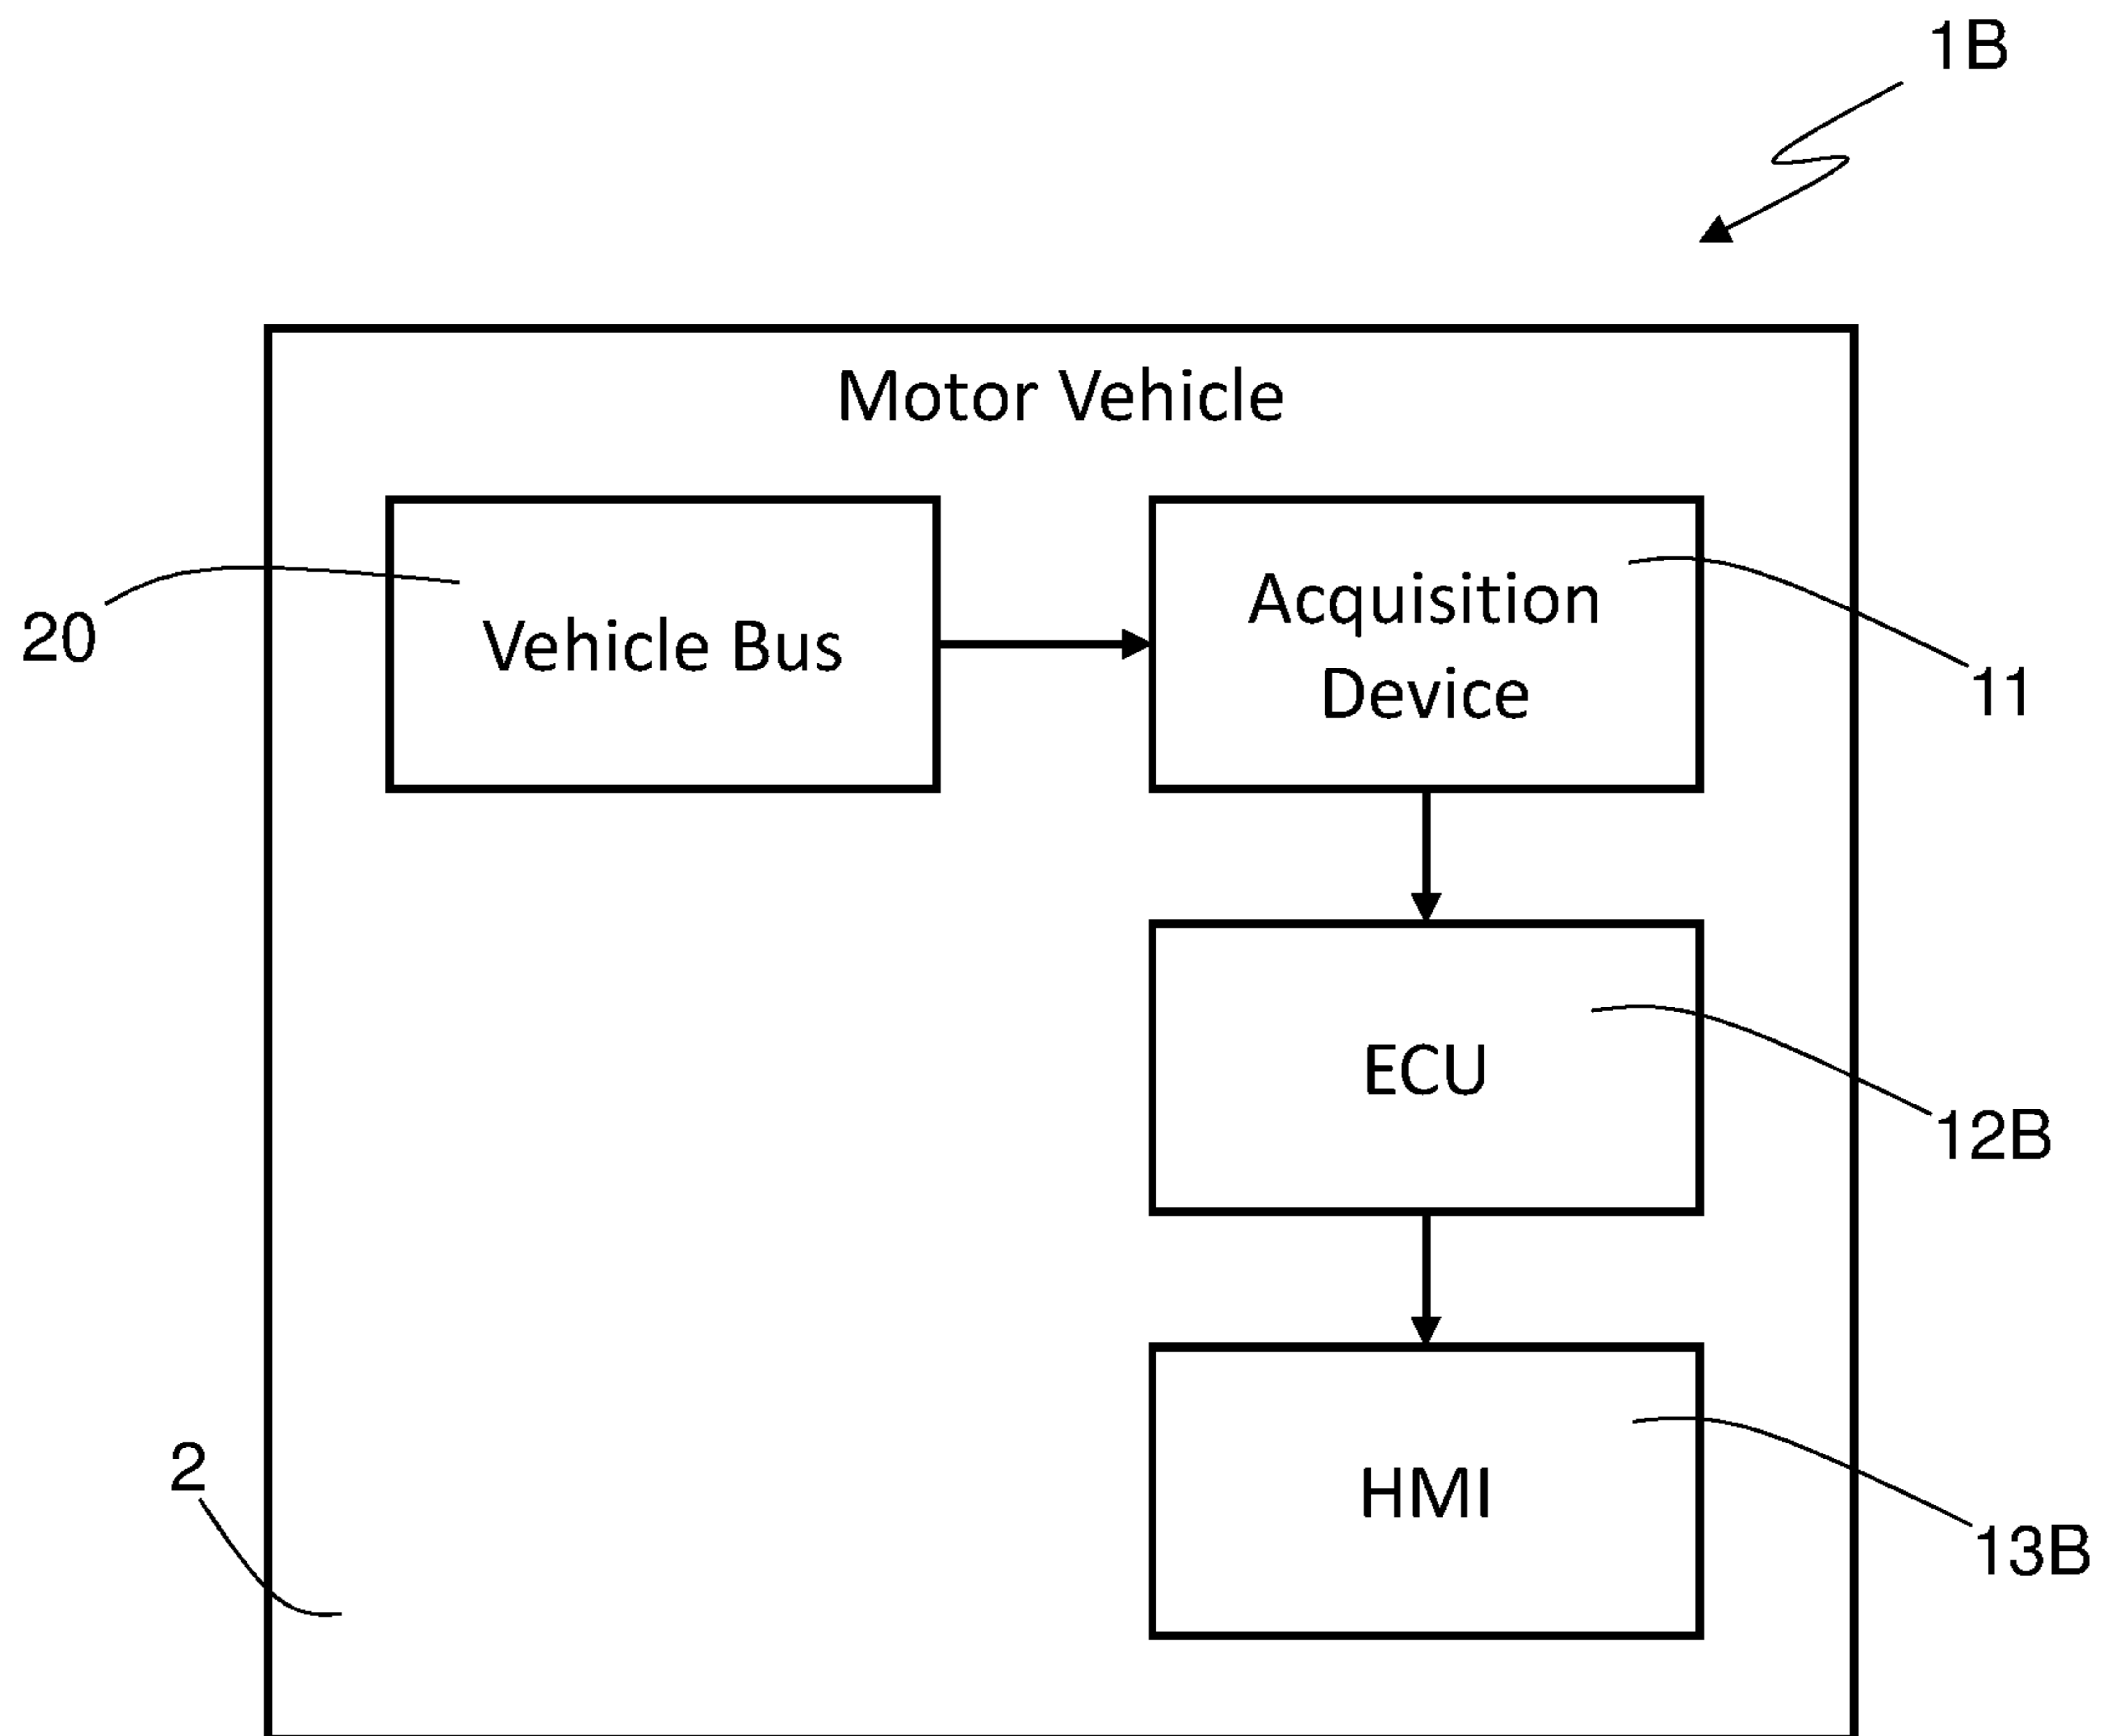 1B
Motor Vehicle
20
Vehicle Bus
Acquisition
Device
11
ECU
12B
2
HMI
13B